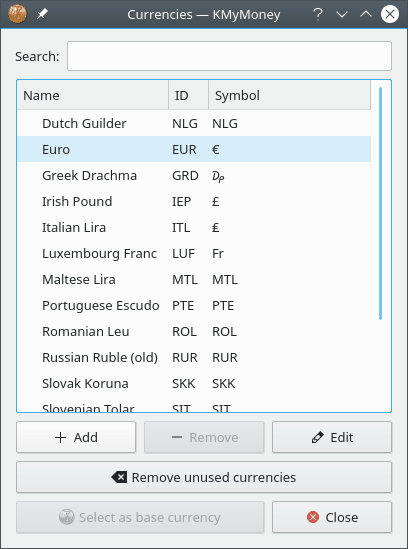 Currencies — KMyMoney
Search:
Name ID Symbol
Dutch Guilder NLG NLG
Euro EUR €
Greek Drachma GRD ₯
Irish Pound IEP £
Italian Lira ITL ₤
Luxembourg Franc LUF Fr
Maltese Lira MTL MTL
Portuguese Escudo PTE PTE
Romanian Leu ROL ROL
Russian Ruble (old) RUR RUR
Slovak Koruna SKK SKK
Slovenian Tolar SIT SIT
Add Remove Edit
Remove unused currencies
Select as base currency Close